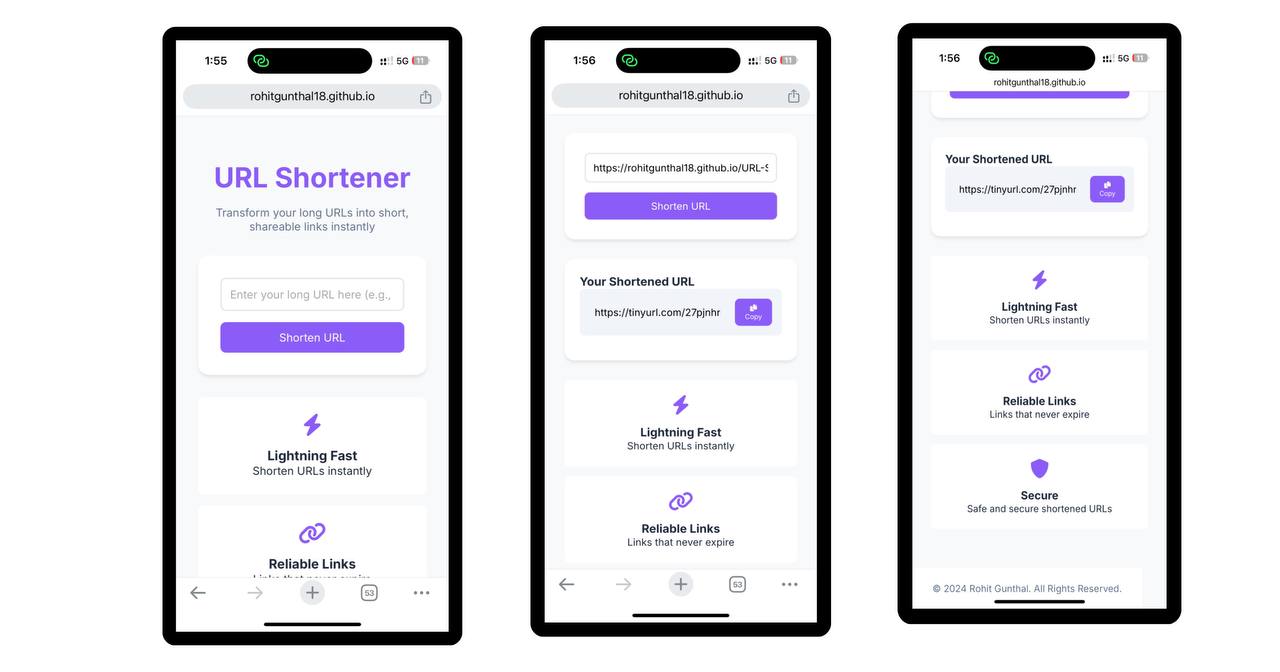 1:55
5G
11
rohitgunthal18.github.io
URL Shortener
Transform your long URLs into short,
shareable links instantly
Enter your long URL here (e.g.,
Shorten URL
Lightning Fast
Shorten URLs instantly
Reliable Links
Links that never expire
53
1:56
5G
11
rohitgunthal18.github.io
https://rohitgunthal18.github.io/URL-S
Shorten URL
Your Shortened URL
https://tinyurl.com/27pjnhr
Copy
Lightning Fast
Shorten URLs instantly
Reliable Links
Links that never expire
53
1:56
5G
11
rohitgunthal18.github.io
Your Shortened URL
https://tinyurl.com/27pjnhr
Copy
Lightning Fast
Shorten URLs instantly
Reliable Links
Links that never expire
Secure
Safe and secure shortened URLs
© 2024 Rohit Gunthal. All Rights Reserved.